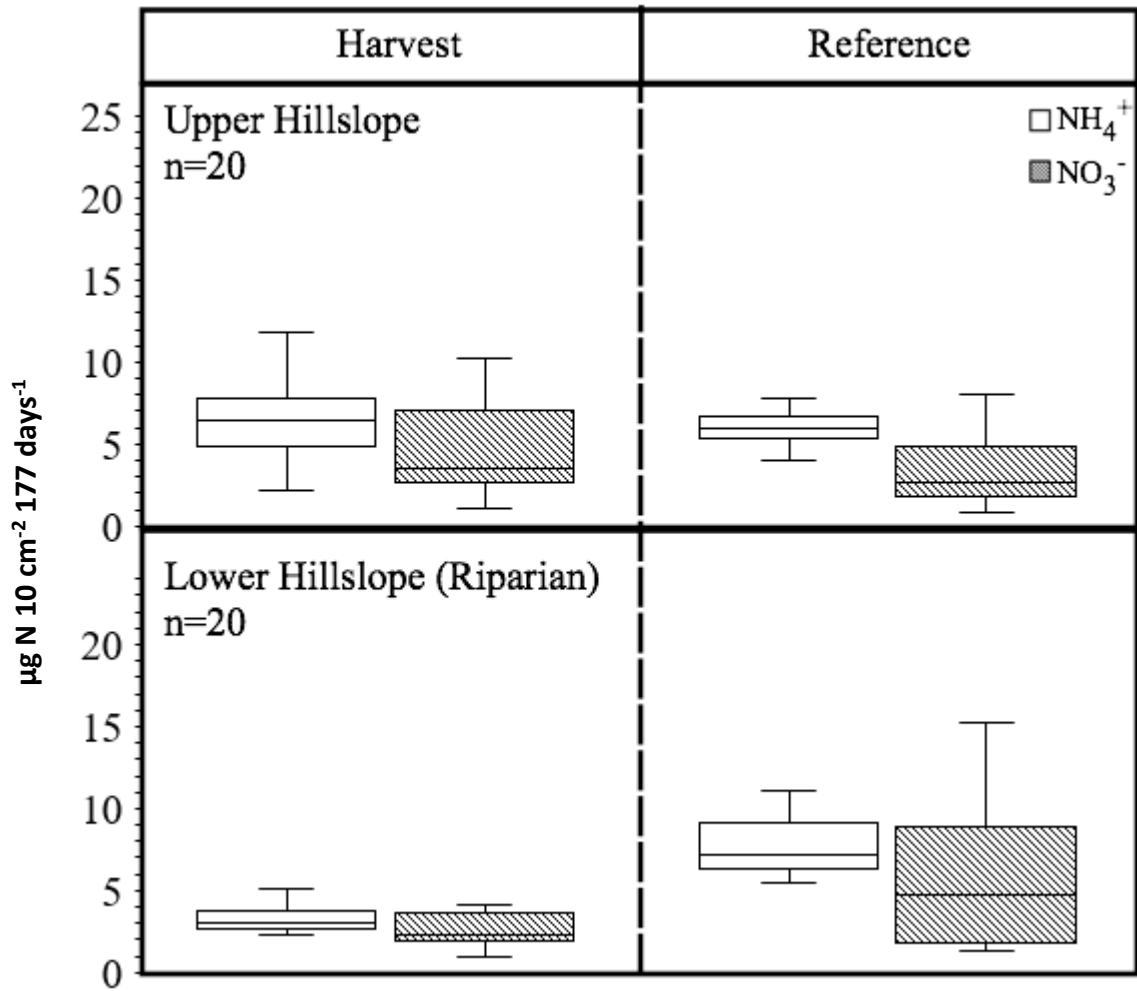 Harvest
Reference
Upper Hillslope
n=20
NH₄⁺
NO₃⁻
25
20
15
10
5
0
Lower Hillslope (Riparian)
n=20
20
15
10
5
0
µg N 10 cm⁻² 177 days⁻¹